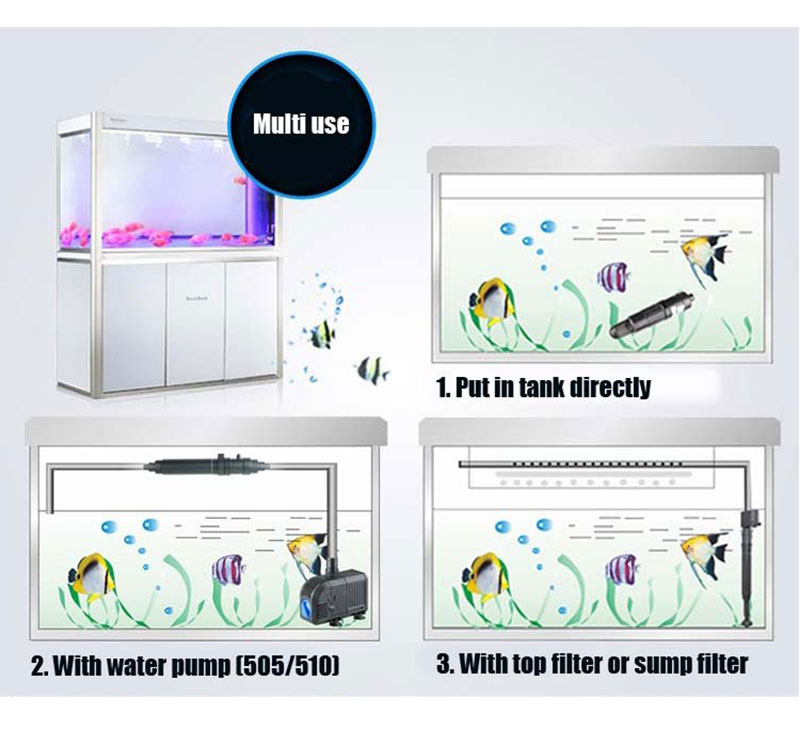 Multi use
1. Put in tank directly
2. With water pump (505/510)
3. With top filter or sump filter